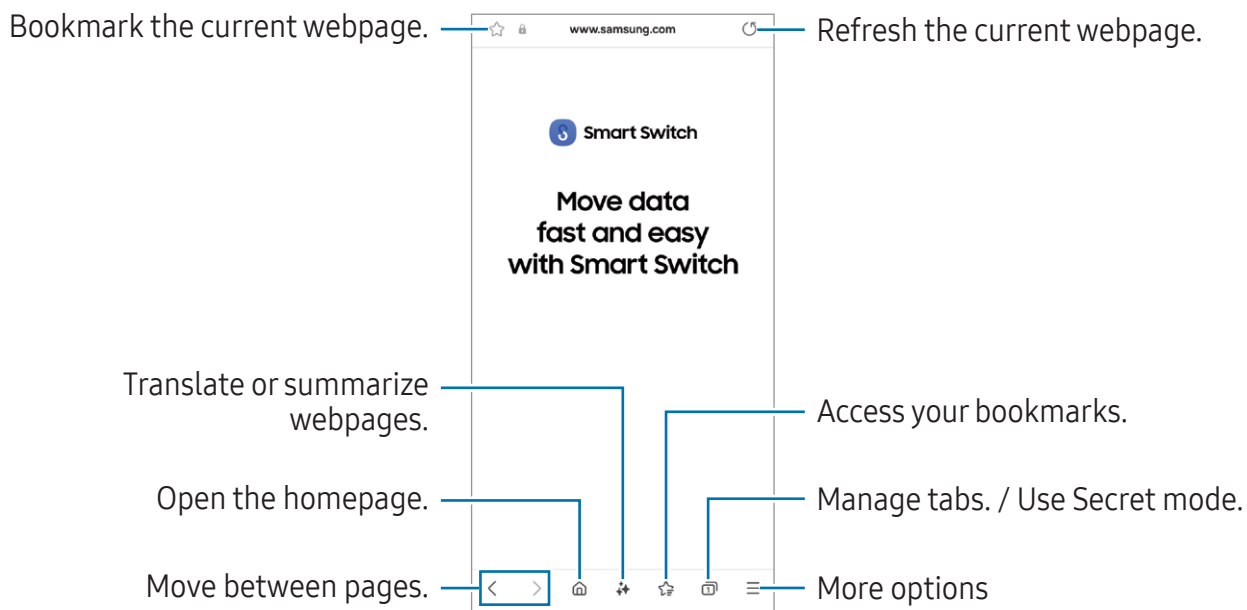 Bookmark the current webpage.
www.samsung.com
Refresh the current webpage.
Smart Switch
Move data
fast and easy
with Smart Switch
Translate or summarize
webpages.
Access your bookmarks.
Open the homepage.
Manage tabs. / Use Secret mode.
Move between pages.
1
More options